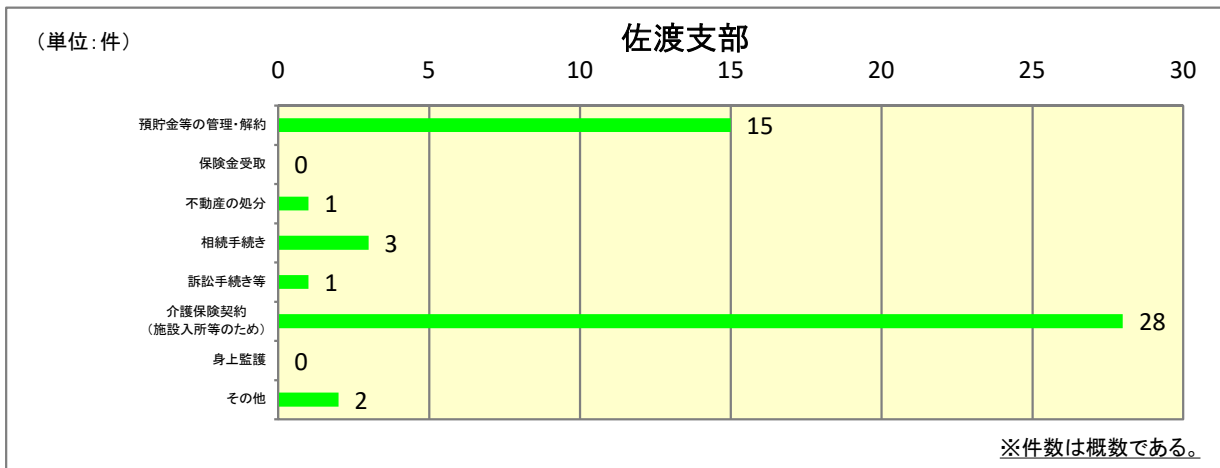 (単位:件)
佐渡支部
0 5 10 15 20 25 30
預貯金等の管理・解約 15
保険金受取 0
不動産の処分 1
相続手続き 3
訴訟手続き等 1
介護保険契約
(施設入所等のため) 28
身上監護 0
その他 2
※件数は概数である。